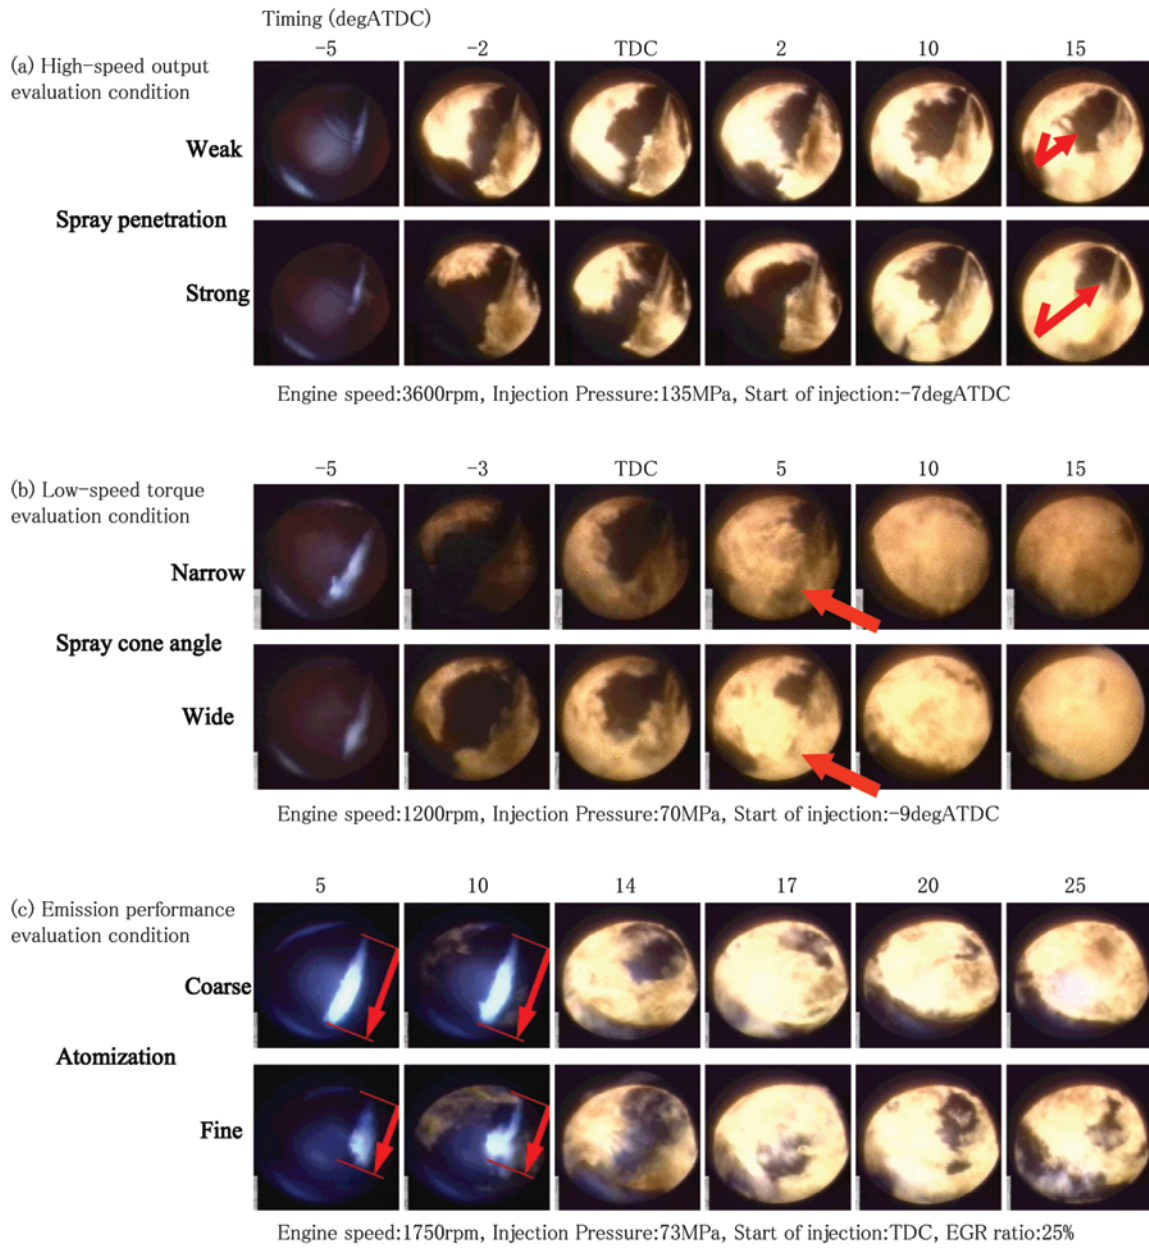 Timing (degATDC)
-5 -2 TDC 2 10 15
(a) High-speed output
evaluation condition
Weak
Spray penetration
Strong
Engine speed:3600rpm, Injection Pressure:135MPa, Start of injection:-7degATDC
-5 -3 TDC 5 10 15
(b) Low-speed torque
evaluation condition
Narrow
Spray cone angle
Wide
Engine speed:1200rpm, Injection Pressure:70MPa, Start of injection:-9degATDC
5 10 14 17 20 25
(c) Emission performance
evaluation condition
Coarse
Atomization
Fine
Engine speed:1750rpm, Injection Pressure:73MPa, Start of injection:TDC, EGR ratio:25%